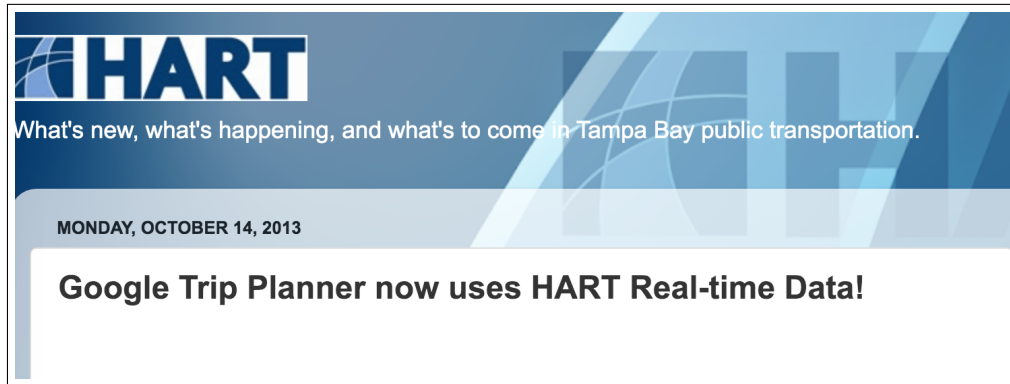 HART
What's new, what's happening, and what's to come in Tampa Bay public transportation.
MONDAY, OCTOBER 14, 2013
Google Trip Planner now uses HART Real-time Data!